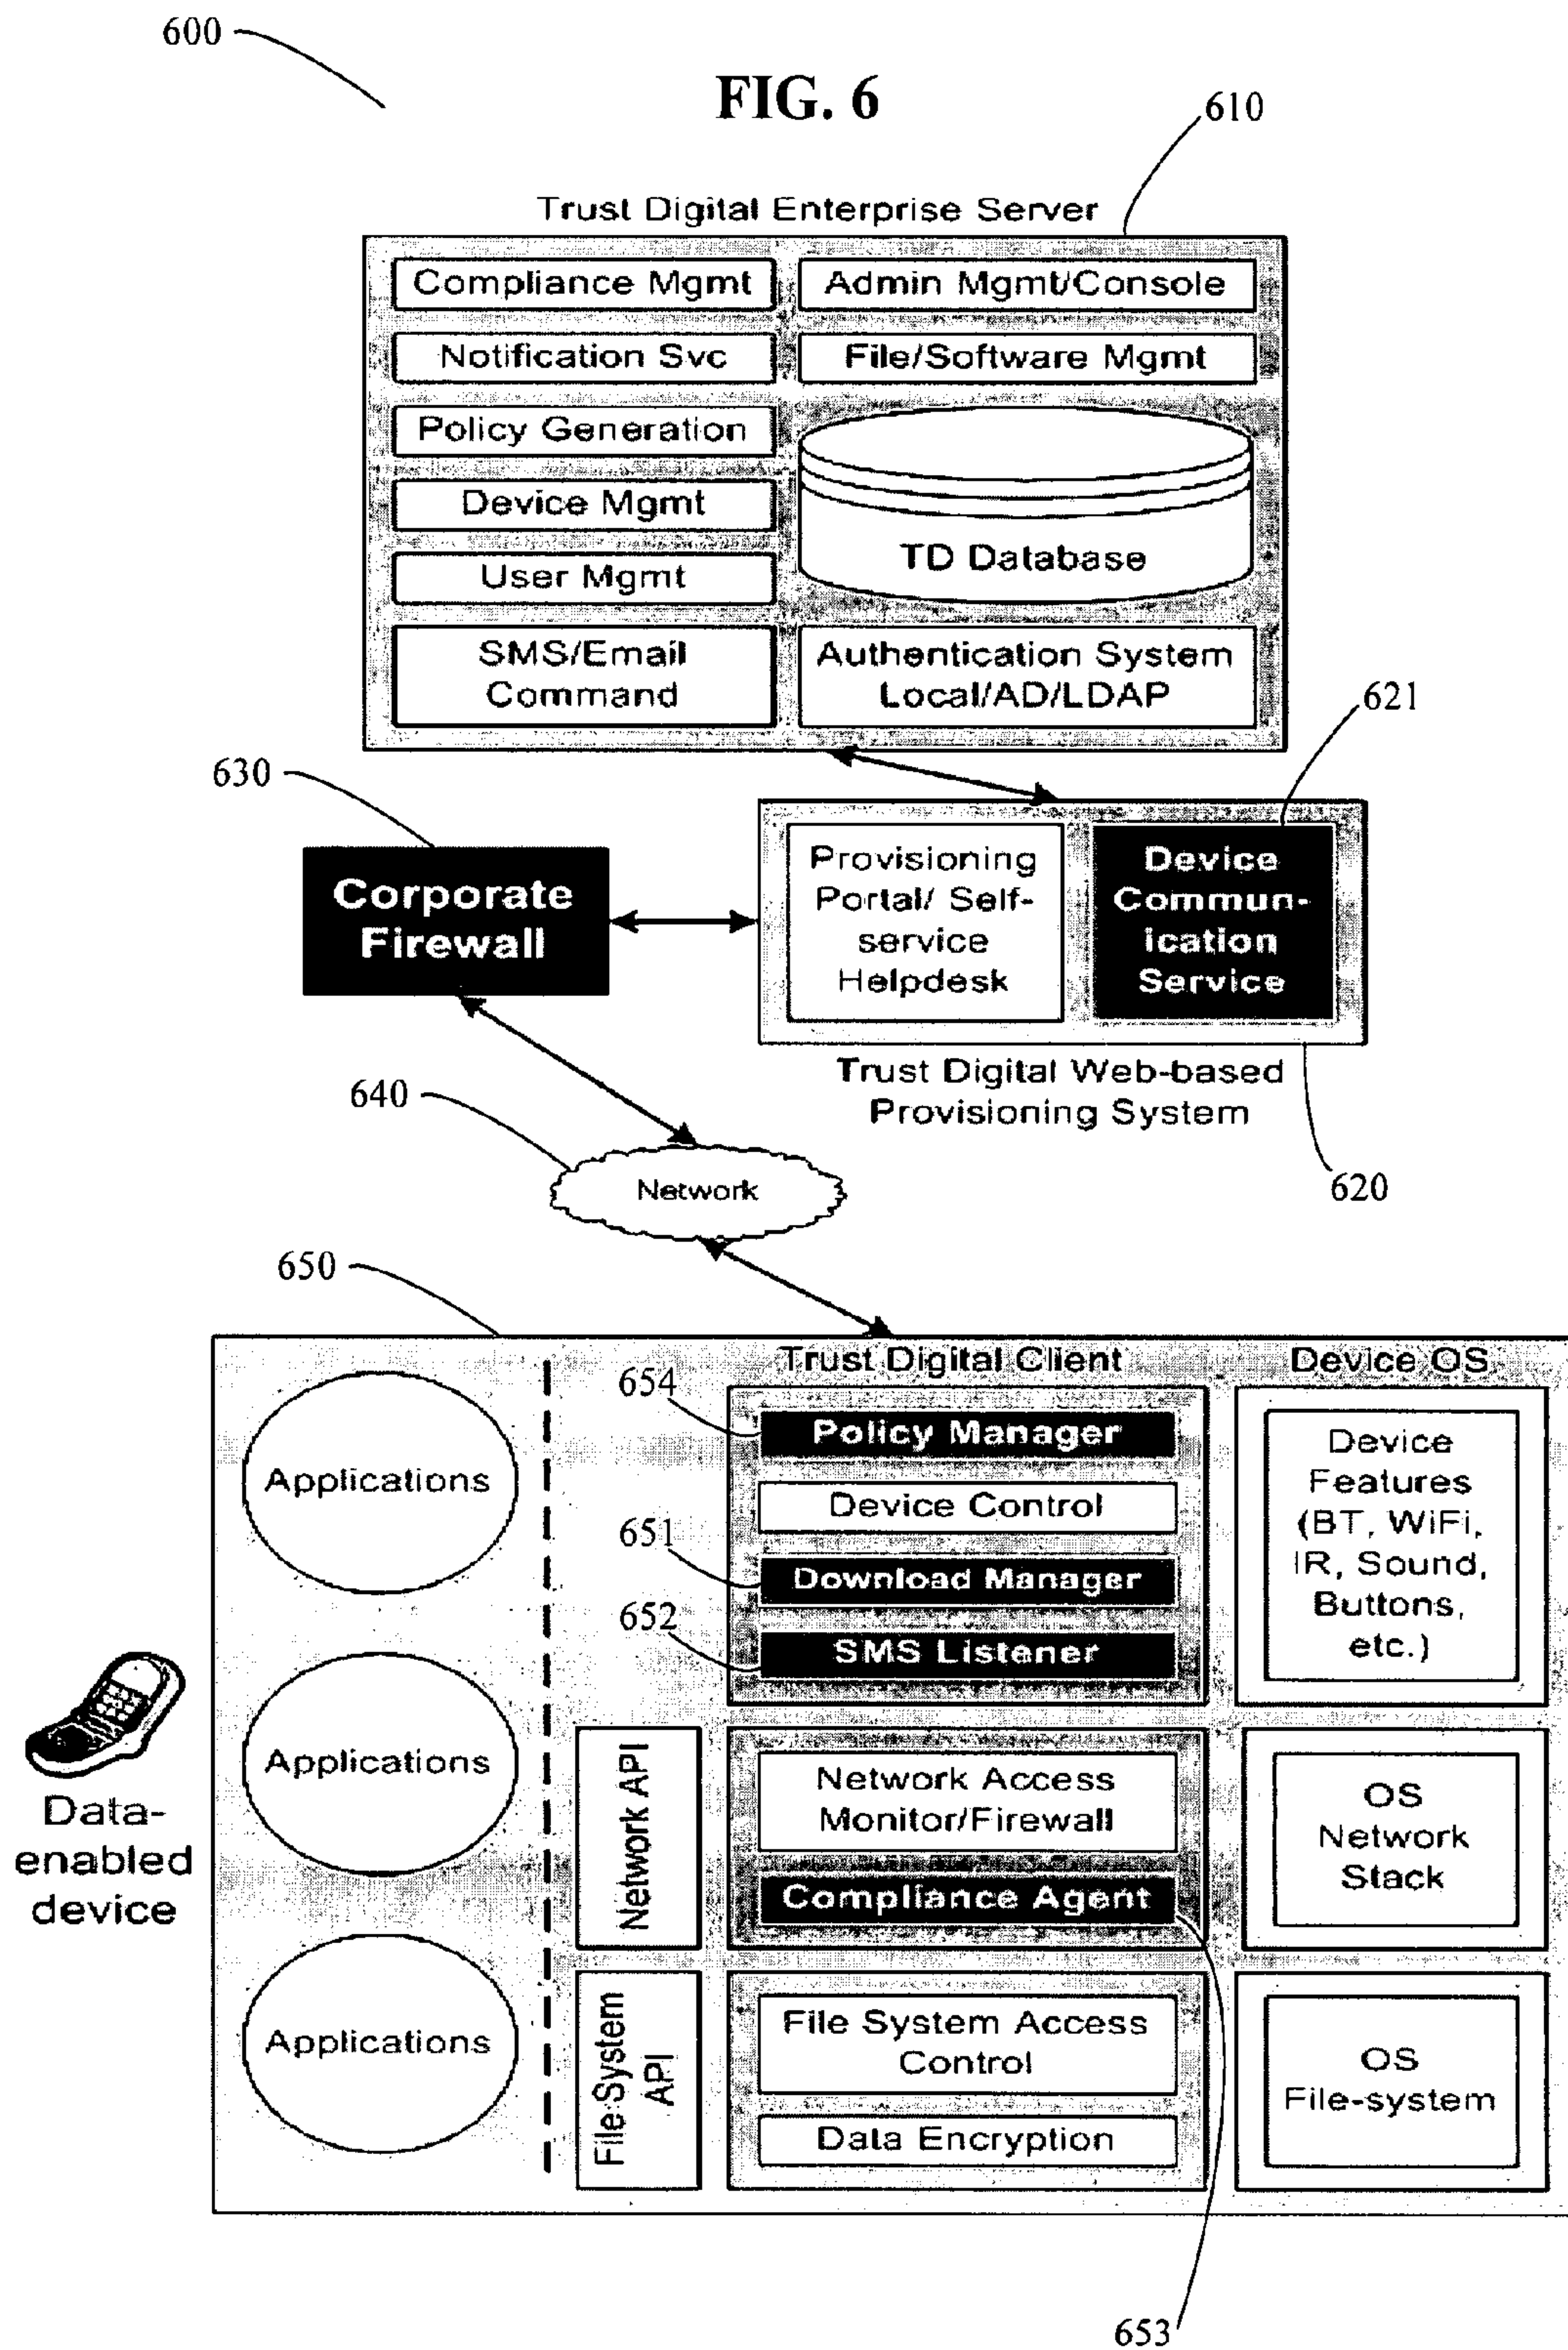 600
FIG. 6
610
Trust Digital Enterprise Server
Compliance Mgmt
Admin Mgmt/Console
Notification Svc
File/Software Mgmt
Policy Generation
Device Mgmt
TD Database
User Mgmt
SMS/Email
Command
Authentication System
Local/AD/LDAP
621
630
Corporate
Firewall
Provisioning
Portal/ Self-
service
Helpdesk
Device
Commun-
ication
Service
Trust Digital Web-based
Provisioning System
620
640
Network
650
Trust Digital Client
Device OS
654
Policy Manager
Device Control
651
Download Manager
652
SMS Listener
Device
Features
(BT, WiFi,
IR, Sound,
Buttons,
etc.)
Applications
Applications
Applications
Data-
enabled
device
Network API
Network Access
Monitor/Firewall
Compliance Agent
OS
Network
Stack
File System
API
File System Access
Control
Data Encryption
OS
File-system
653